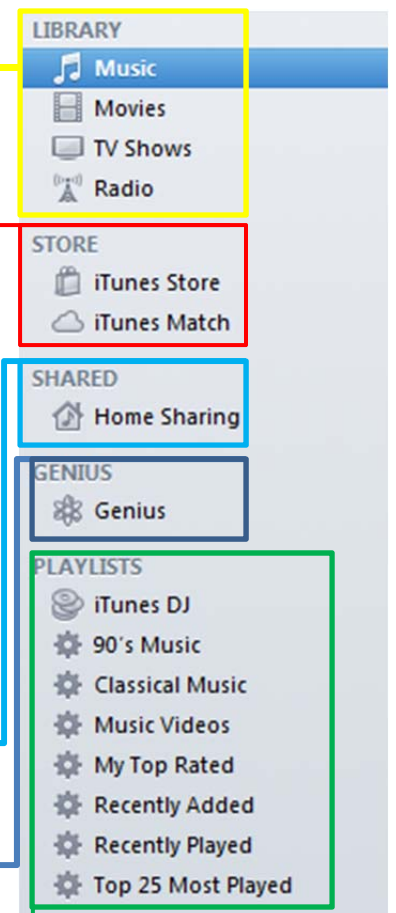 LIBRARY
Music
Movies
TV Shows
Radio
STORE
iTunes Store
iTunes Match
SHARED
Home Sharing
GENIUS
Genius
PLAYLISTS
iTunes DJ
90's Music
Classical Music
Music Videos
My Top Rated
Recently Added
Recently Played
Top 25 Most Played